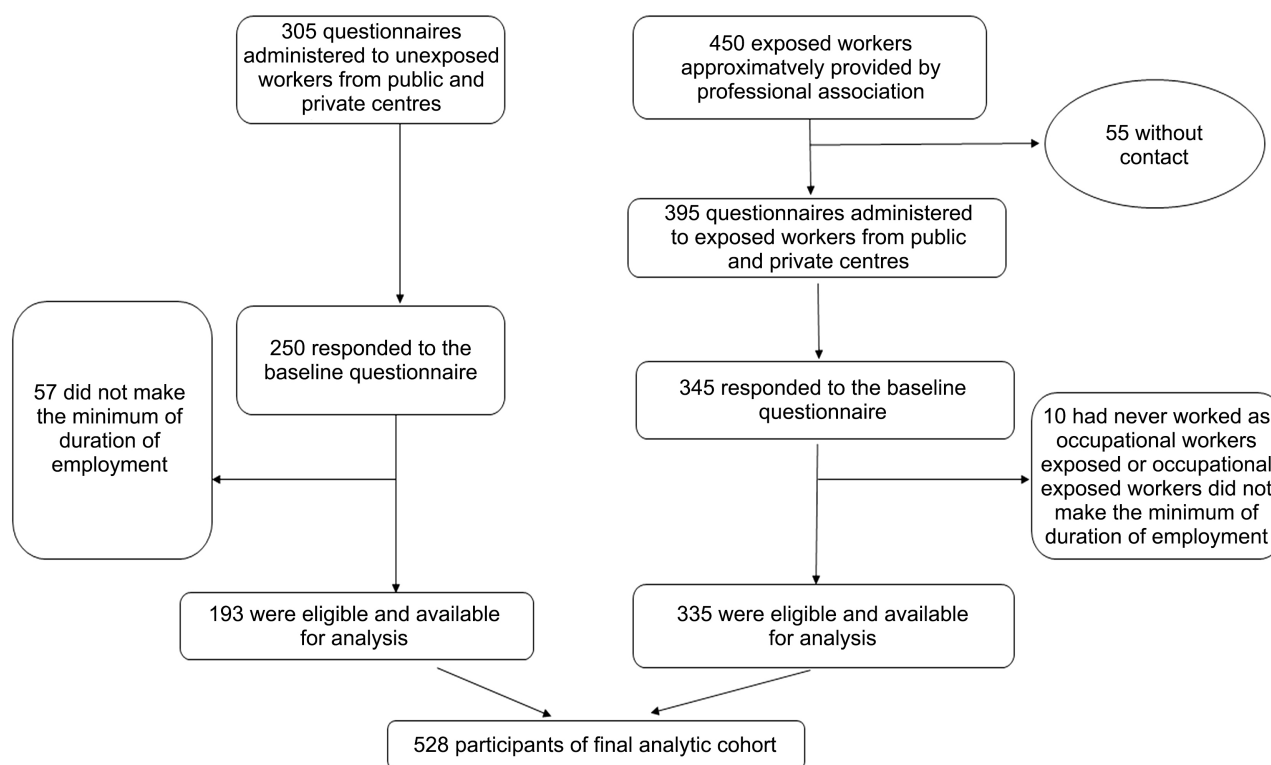 305 questionnaires
administered to unexposed
workers from public and
private centres
450 exposed workers
approximatvely provided by
professional association
55 without
contact
395 questionnaires administered
to exposed workers from public
and private centres
250 responded to the
baseline questionnaire
57 did not make
the minimum of
duration of
employment
345 responded to the baseline
questionnaire
10 had never worked as
occupational workers
exposed or occupational
exposed workers did not
make the minimum of
duration of employment
193 were eligible and available
for analysis
335 were eligible and available
for analysis
528 participants of final analytic cohort